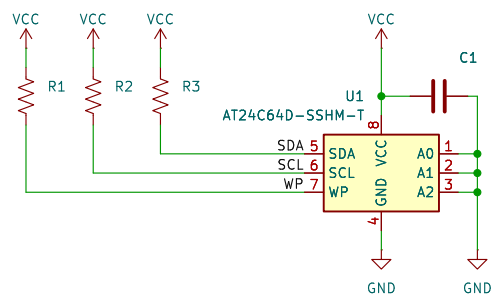 VCC
VCC
VCC
VCC
C1
R1
R2
R3
U1
AT24C64D-SSHM-T
8
SDA
5
SDA
VCC
A0
1
SCL
6
SCL
A1
2
WP
7
WP
GND
A2
3
4
GND
GND